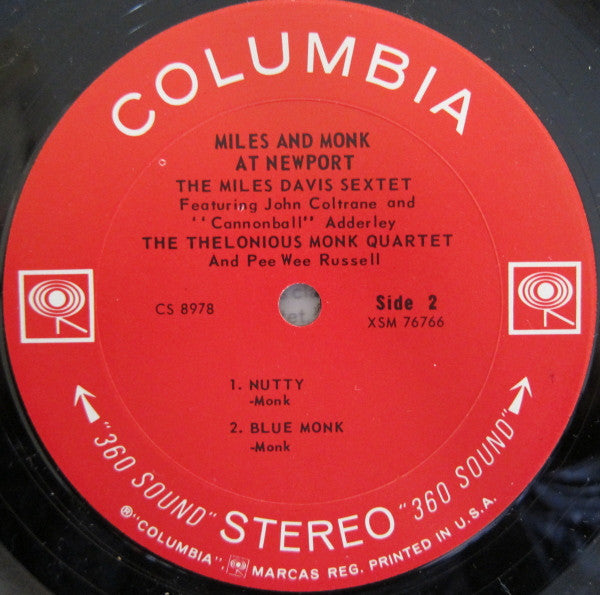 COLUMBIA
MILES AND MONK
AT NEWPORT
THE MILES DAVIS SEXTET
Featuring John Coltrane and
''Cannonball'' Adderley
THE THELONIOUS MONK QUARTET
And Pee Wee Russell
CS 8978
Side 2
XSM 76766
1. NUTTY
-Monk
2. BLUE MONK
-Monk
"360 SOUND" STEREO "360 SOUND"
®"COLUMBIA", MARCAS REG. PRINTED IN U.S.A.